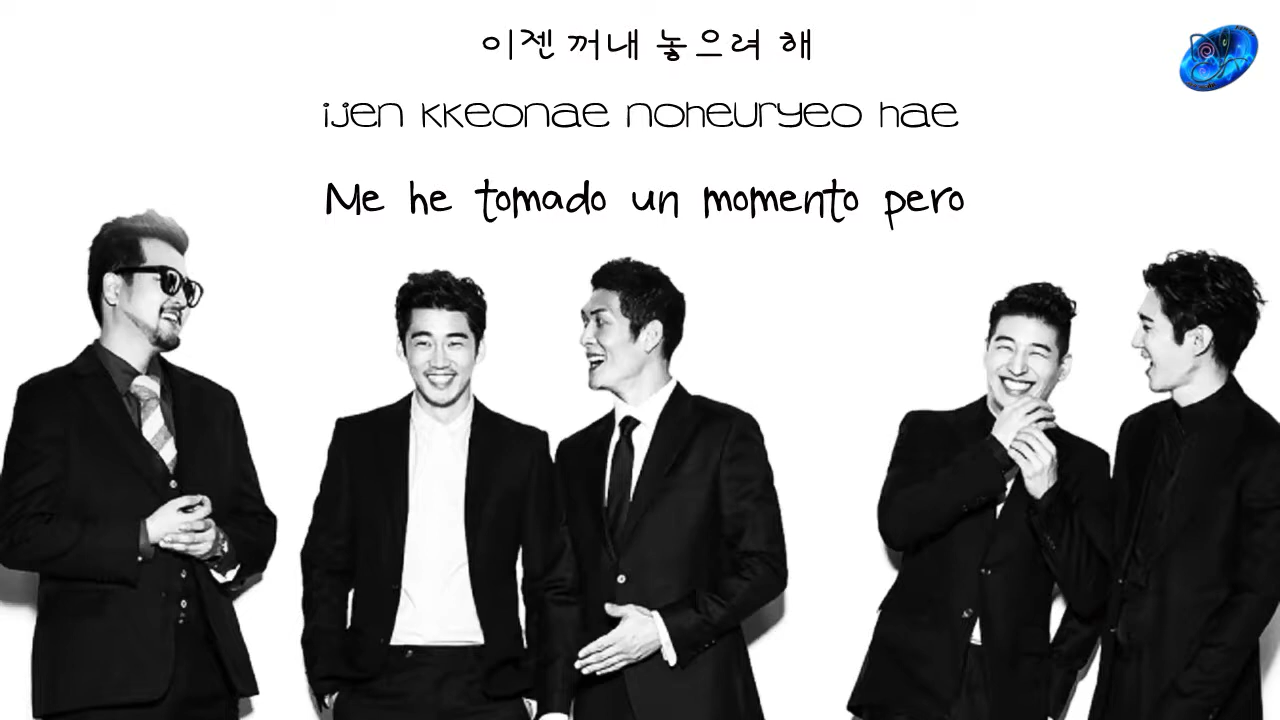 이젠 꺼내 놓으려 해
ijen kkeonae noheuryeo hae
Me he tomado un momento pero